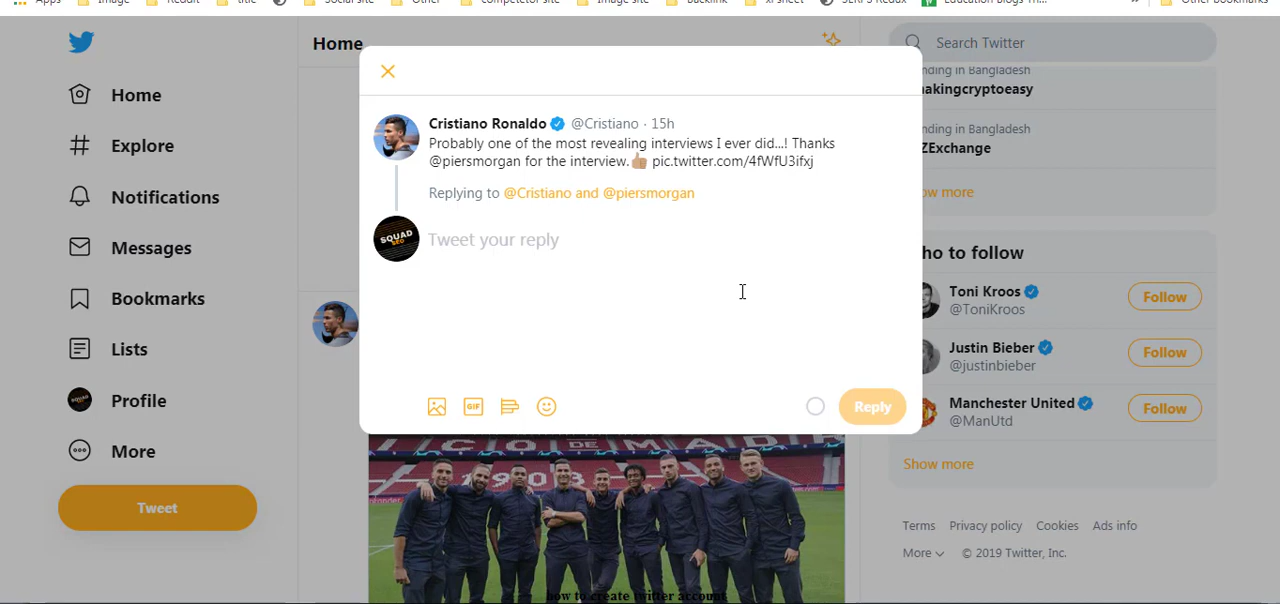 Apps Image Reddit title Social site Other competetor site Image site Backlink xl sheet SERPs Redux Education Blogs Th... » Other bookmarks
Home
Search Twitter
nding in Bangladesh
akingcryptoeasy
nding in Bangladesh
ZExchange
ow more
Home
Explore
Notifications
Messages
Bookmarks
Lists
Profile
More
Tweet
Cristiano Ronaldo @Cristiano · 15h
Probably one of the most revealing interviews I ever did...! Thanks
@piersmorgan for the interview.👍🏽 pic.twitter.com/4fWfU3ifxj
Replying to @Cristiano and @piersmorgan
SQUAD
SEO
Tweet your reply
GIF
Reply
ho to follow
Toni Kroos
@ToniKroos
Follow
Justin Bieber
@justinbieber
Follow
Manchester United
@ManUtd
Follow
Show more
Terms Privacy policy Cookies Ads info
More © 2019 Twitter, Inc.
how to create twitter account